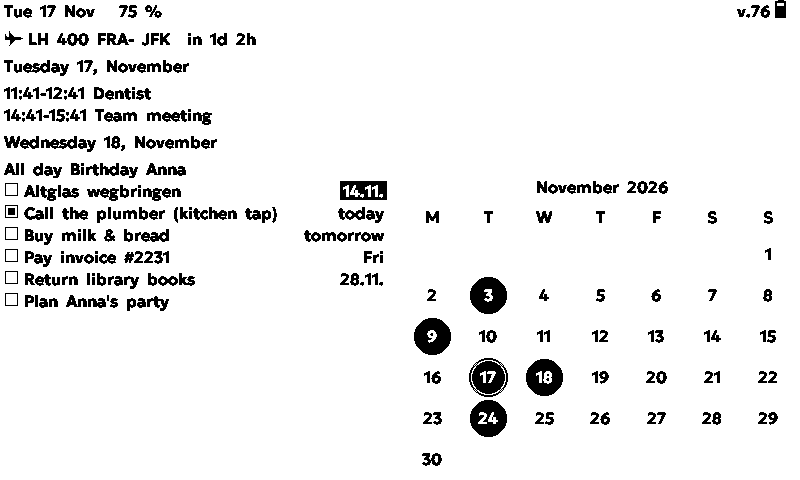 Tue 17 Nov 75 %
v.76
LH 400 FRA- JFK in 1d 2h
Tuesday 17, November
11:41-12:41 Dentist
14:41-15:41 Team meeting
Wednesday 18, November
All day Birthday Anna
Altglas wegbringen 14.11.
Call the plumber (kitchen tap) today
Buy milk & bread tomorrow
Pay invoice #2231 Fri
Return library books 28.11.
Plan Anna's party
November 2026
M T W T F S S
1
2 3 4 5 6 7 8
9 10 11 12 13 14 15
16 17 18 19 20 21 22
23 24 25 26 27 28 29
30